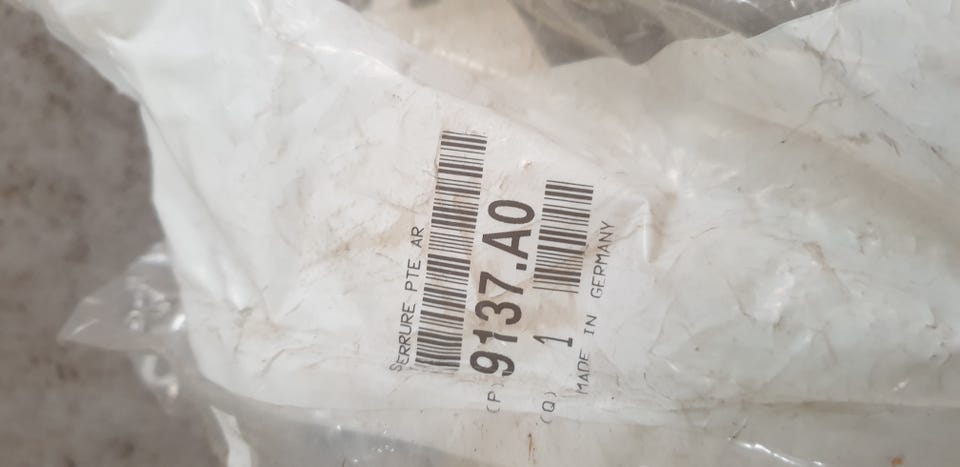 SERRURE PTE AR
(P) 9137.A0
(Q) 1
MADE IN GERMANY